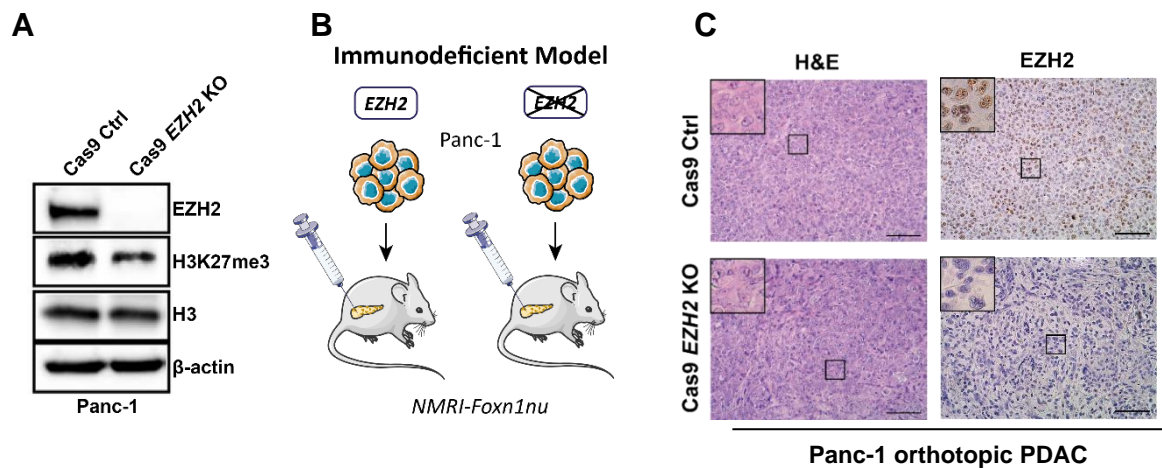 A
Cas9 Ctrl
Cas9 EZH2 KO
EZH2
H3K27me3
H3
β-actin
Panc-1
B
Immunodeficient Model
EZH2
EZH2
Panc-1
NMRI-Foxn1nu
C
H&E
EZH2
Cas9 Ctrl
Cas9 EZH2 KO
Panc-1 orthotopic PDAC